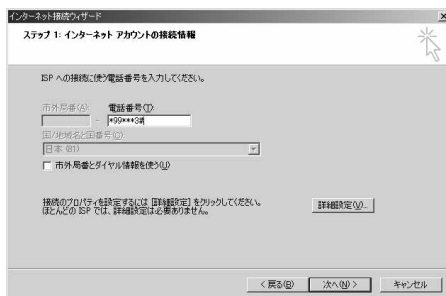 インターネット接続ウィザード
ステップ 1: インターネット アカウントの接続情報
ISP への接続に使う電話番号を入力してください。
市外局番(A): 電話番号(T):
- *99***3#
国/地域名と国番号(C):
日本 (81)
市外局番とダイヤル情報を使う(U)
接続のプロパティを設定するには [詳細設定] をクリックしてください。
ほとんどの ISP では、詳細設定は必要ありません。
詳細設定(V)...
< 戻る(B) 次へ(N) > キャンセル